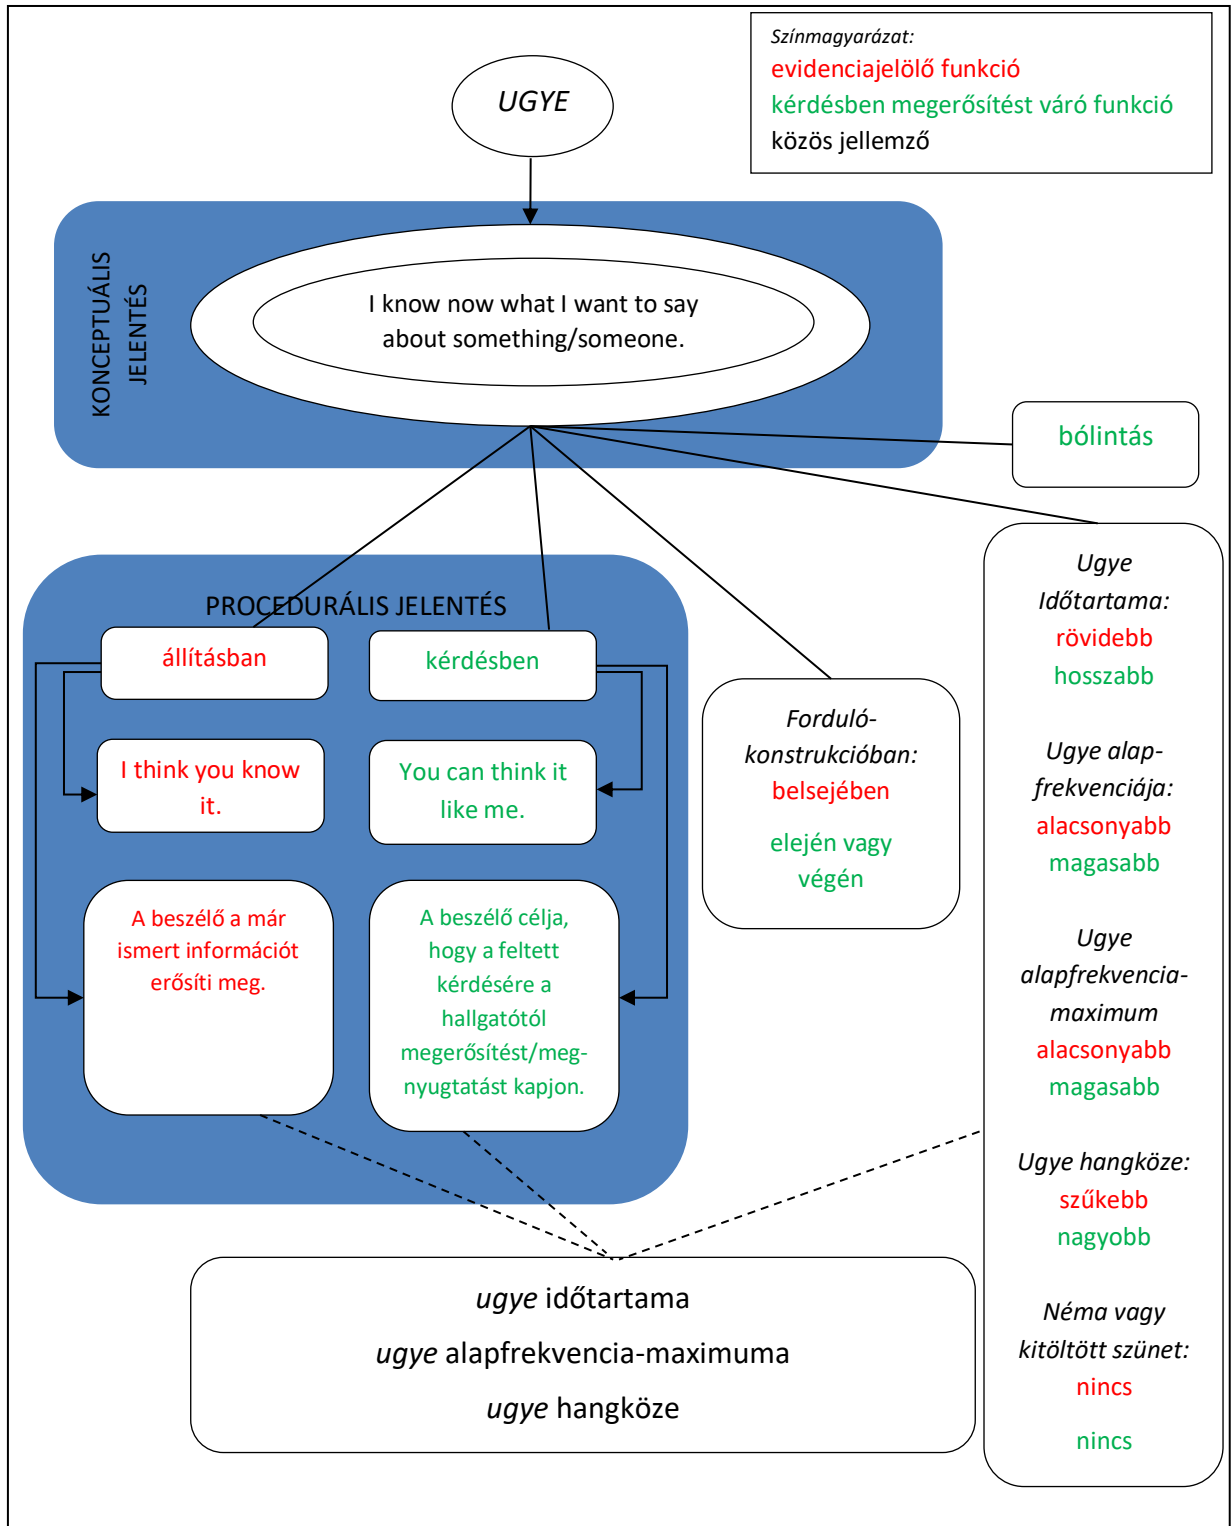 Színmagyarázat:
evidenciajelölő funkció
kérdésben megerősítést váró funkció
közös jellemző
UGYE
KONCEPTUÁLIS
JELENTÉS
I know now what I want to say
about something/someone.
bólintás
PROCEDURÁLIS JELENTÉS
állításban
kérdésben
I think you know
it.
You can think it
like me.
A beszélő a már
ismert információt
erősíti meg.
A beszélő célja,
hogy a feltett
kérdésére a
hallgatótól
megerősítést/meg-
nyugtatást kapjon.
Forduló-
konstrukcióban:
belsejében
elején vagy
végén
Ugye
Időtartama:
rövidebb
hosszabb
Ugye alap-
frekvenciája:
alacsonyabb
magasabb
Ugye
alapfrekvencia-
maximum
alacsonyabb
magasabb
Ugye hangköze:
szűkebb
nagyobb
Néma vagy
kitöltött szünet:
nincs
nincs
ugye időtartama
ugye alapfrekvencia-maximuma
ugye hangköze